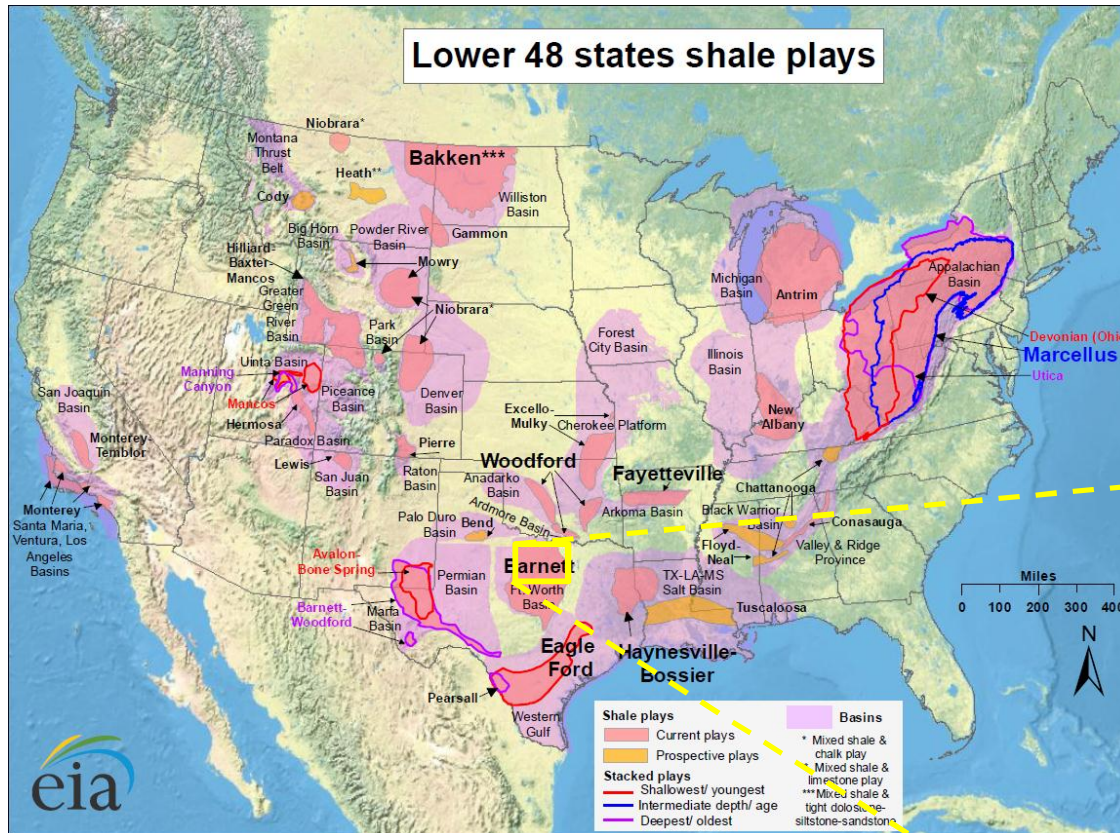 Lower 48 states shale plays
Niobrara*
Montana
Thrust
Belt
Bakken***
Heath**
Cody
Williston
Basin
Big Horn
Basin
Powder River
Basin
Gammon
Hilliard-
Baxter-
Mancos
Mowry
Greater
Green
River
Basin
Park
Basin
Niobrara*
Michigan
Basin
Antrim
Appalachian
Basin
Devonian (Ohio
Marcellus
Utica
Forest
City Basin
Illinois
Basin
Uinta Basin
Manning
Canyon
Mancos
Piceance
Basin
Denver
Basin
San Joaquin
Basin
Hermosa
Paradox Basin
Excello-
Mulky
Cherokee Platform
New
Albany
Monterey-
Temblor
Lewis
San Juan
Basin
Pierre
Raton
Basin
Woodford
Anadarko
Basin
Fayetteville
Arkoma Basin
Chattanooga
Monterey
Santa Maria,
Ventura, Los
Angeles
Basins
Palo Duro
Basin
Bend
Ardmore Basin
Black Warrior
Basin
Conasauga
Floyd-
Neal
Valley & Ridge
Province
Avalon-
Bone Spring
Permian
Basin
Barnett
Ft. Worth
Basin
TX-LA-MS
Salt Basin
Tuscaloosa
Barnett-
Woodford
Marfa
Basin
Eagle
Ford
Haynesville-
Bossier
Pearsall
Western
Gulf
Miles
0 100 200 300 400
N
Shale plays
Current plays
Prospective plays
Stacked plays
Shallowest/ youngest
Intermediate depth/ age
Deepest/ oldest
Basins
* Mixed shale &
chalk play
* Mixed shale &
limestone play
***Mixed shale &
tight dolostone-
siltstone-sandstone
eia